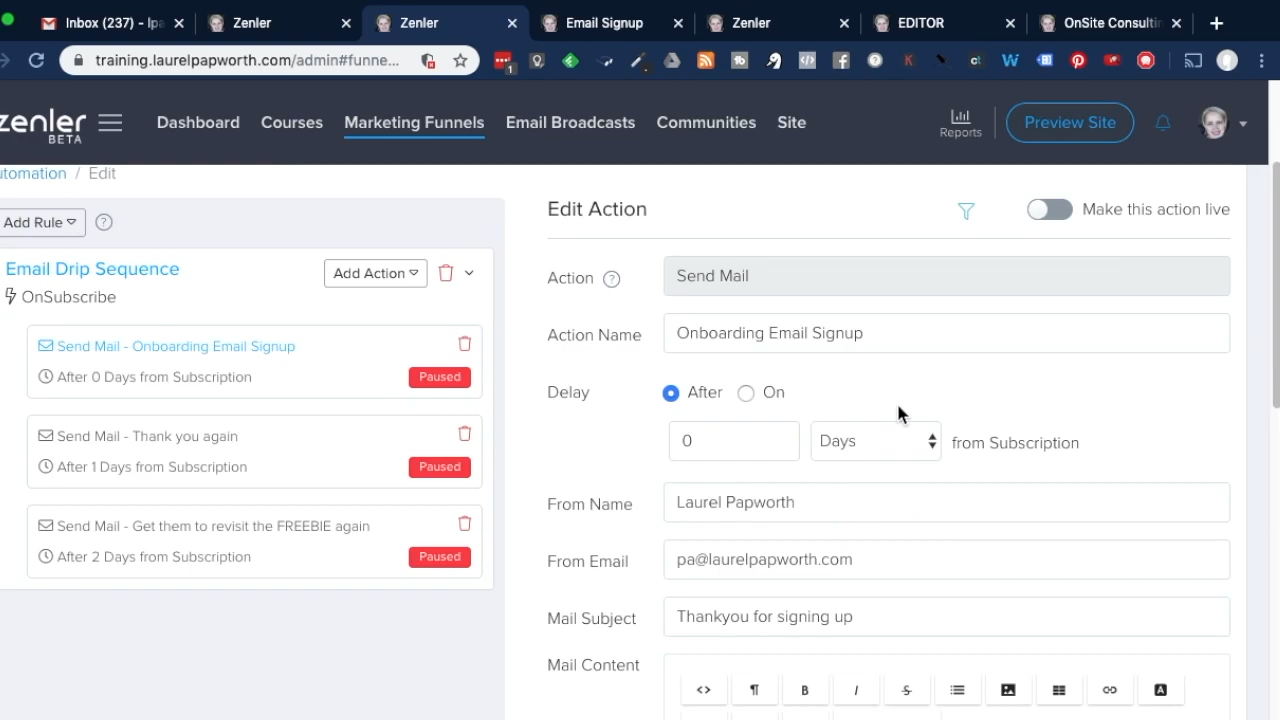 Inbox (237) - lpa
Zenler
Zenler
Email Signup
Zenler
EDITOR
OnSite Consultin
training.laurelpapworth.com/admin#funne...
zenler
BETA
Dashboard
Courses
Marketing Funnels
Email Broadcasts
Communities
Site
Reports
Preview Site
utomation / Edit
Add Rule
Email Drip Sequence
Add Action
OnSubscribe
Send Mail - Onboarding Email Signup
After 0 Days from Subscription
Paused
Send Mail - Thank you again
After 1 Days from Subscription
Paused
Send Mail - Get them to revisit the FREEBIE again
After 2 Days from Subscription
Paused
Edit Action
Make this action live
Action ?
Send Mail
Action Name
Onboarding Email Signup
Delay
After
On
0
Days
from Subscription
From Name
Laurel Papworth
From Email
pa@laurelpapworth.com
Mail Subject
Thankyou for signing up
Mail Content